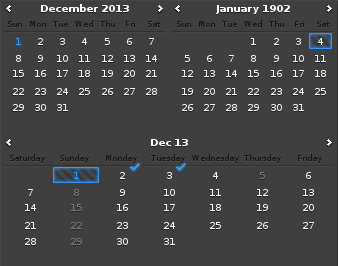 December 2013
Sun Mon Tue Wed Thu Fri Sat
1 2 3 4 5 6 7
8 9 10 11 12 13 14
15 16 17 18 19 20 21
22 23 24 25 26 27 28
29 30 31
January 1902
Sun Mon Tue Wed Thu Fri Sat
1 2 3 4
5 6 7 8 9 10 11
12 13 14 15 16 17 18
19 20 21 22 23 24 25
26 27 28 29 30 31
Dec 13
Saturday Sunday Monday Tuesday Wednesday Thursday Friday
1 2 3 4 5 6
7 8 9 10 11 12 13
14 15 16 17 18 19 20
21 22 23 24 25 26 27
28 29 30 31